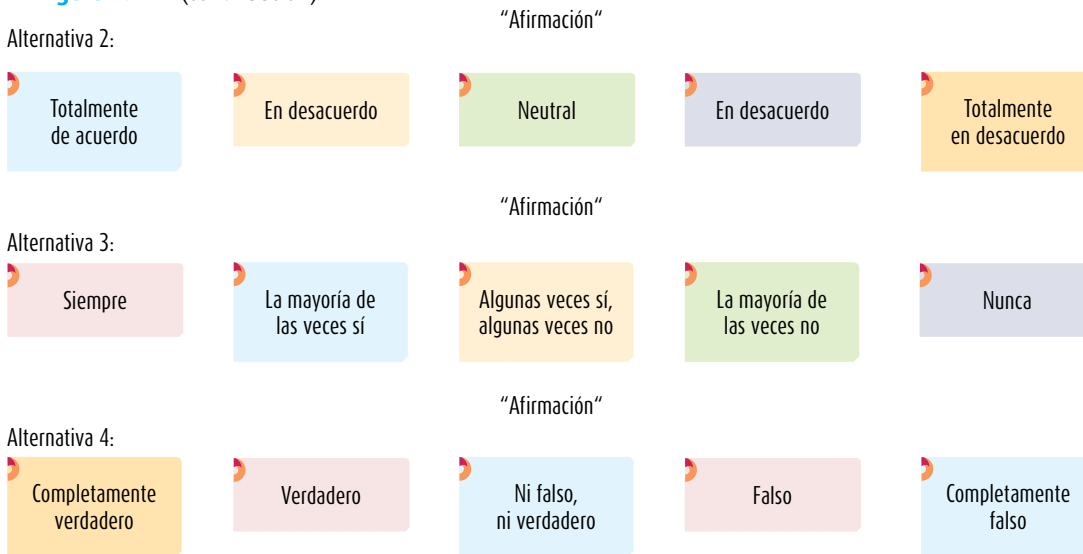 “Afirmación“
Alternativa 2:
Totalmente
de acuerdo
En desacuerdo
Neutral
En desacuerdo
Totalmente
en desacuerdo
“Afirmación“
Alternativa 3:
Siempre
La mayoría de
las veces sí
Algunas veces sí,
algunas veces no
La mayoría de
las veces no
Nunca
“Afirmación“
Alternativa 4:
Completamente
verdadero
Verdadero
Ni falso,
ni verdadero
Falso
Completamente
falso